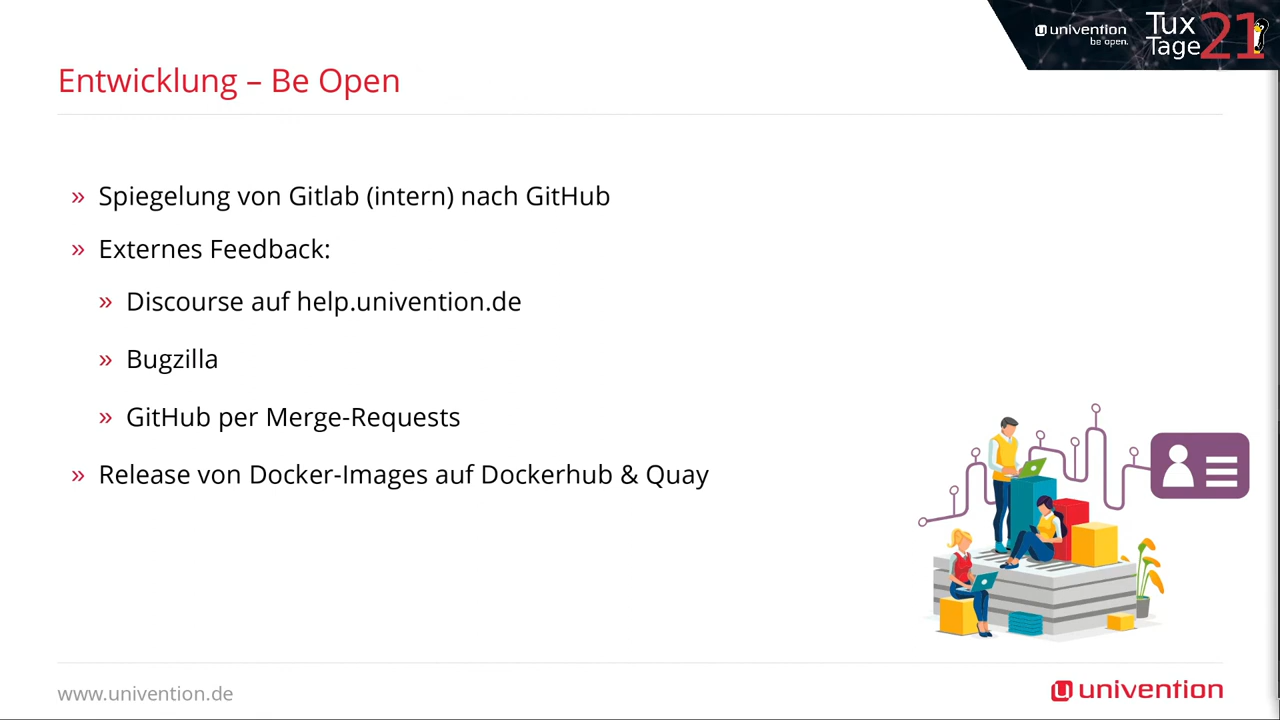 univention
be open.
Tux
Tage
21
Entwicklung – Be Open
» Spiegelung von Gitlab (intern) nach GitHub
» Externes Feedback:
» Discourse auf help.univention.de
» Bugzilla
» GitHub per Merge-Requests
» Release von Docker-Images auf Dockerhub & Quay
www.univention.de
univention